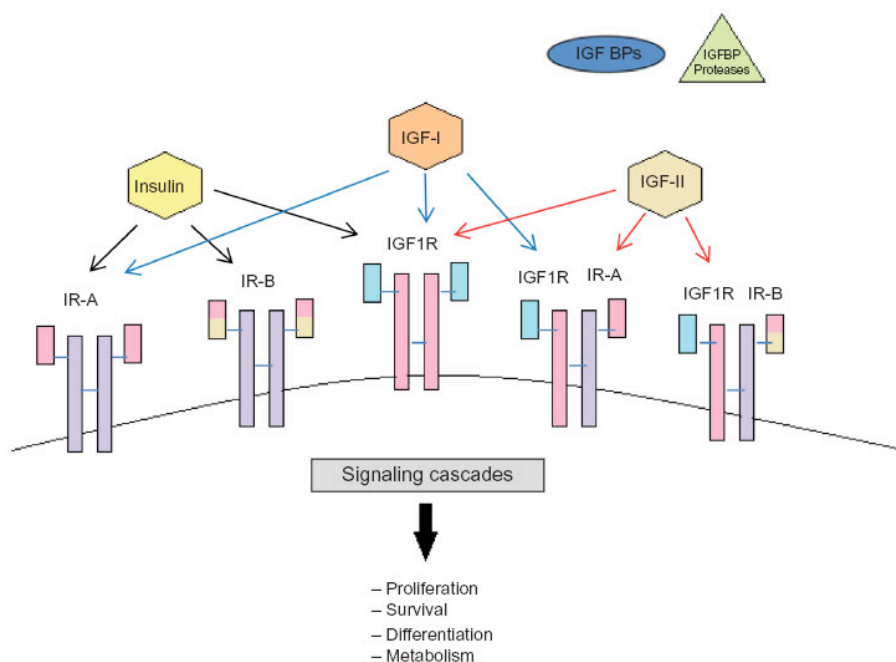 IGF BPs
IGFBP
Proteases
IGF-I
Insulin
IGF-II
IGF1R
IR-A
IR-B
IGF1R
IR-A
IGF1R
IR-B
Signaling cascades
– Proliferation
– Survival
– Differentiation
– Metabolism